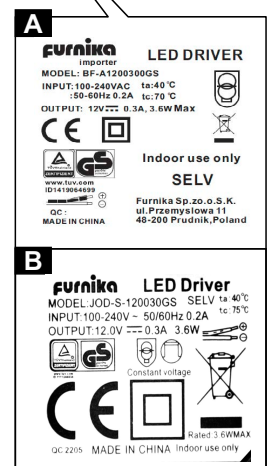 A
FURNIKA
importer
LED DRIVER
MODEL: BF-A1200300GS
INPUT:100-240VAC ta:40℃
:50-60Hz 0.2A tc:70℃
OUTPUT: 12V⎓ 0.3A, 3.6W Max
CE
GS
www.tuv.com
ID1419064699
QC :
MADE IN CHINA
Indoor use only
SELV
Furnika Sp.zo.o.S.K.
ul.Przemyslowa 11
48-200 Prudnik,Poland
B
FURNIKA LED Driver
MODEL:JOD-S-120030GS SELV ta 40℃
INPUT:100-240V ~ 50/60Hz 0.2A tc 75℃
OUTPUT:12.0V ⎓ 0.3A 3.6W
GS
Constant voltage
CE
Rated 3.6WMAX
QC 2205 MADE IN CHINA Indoor use only